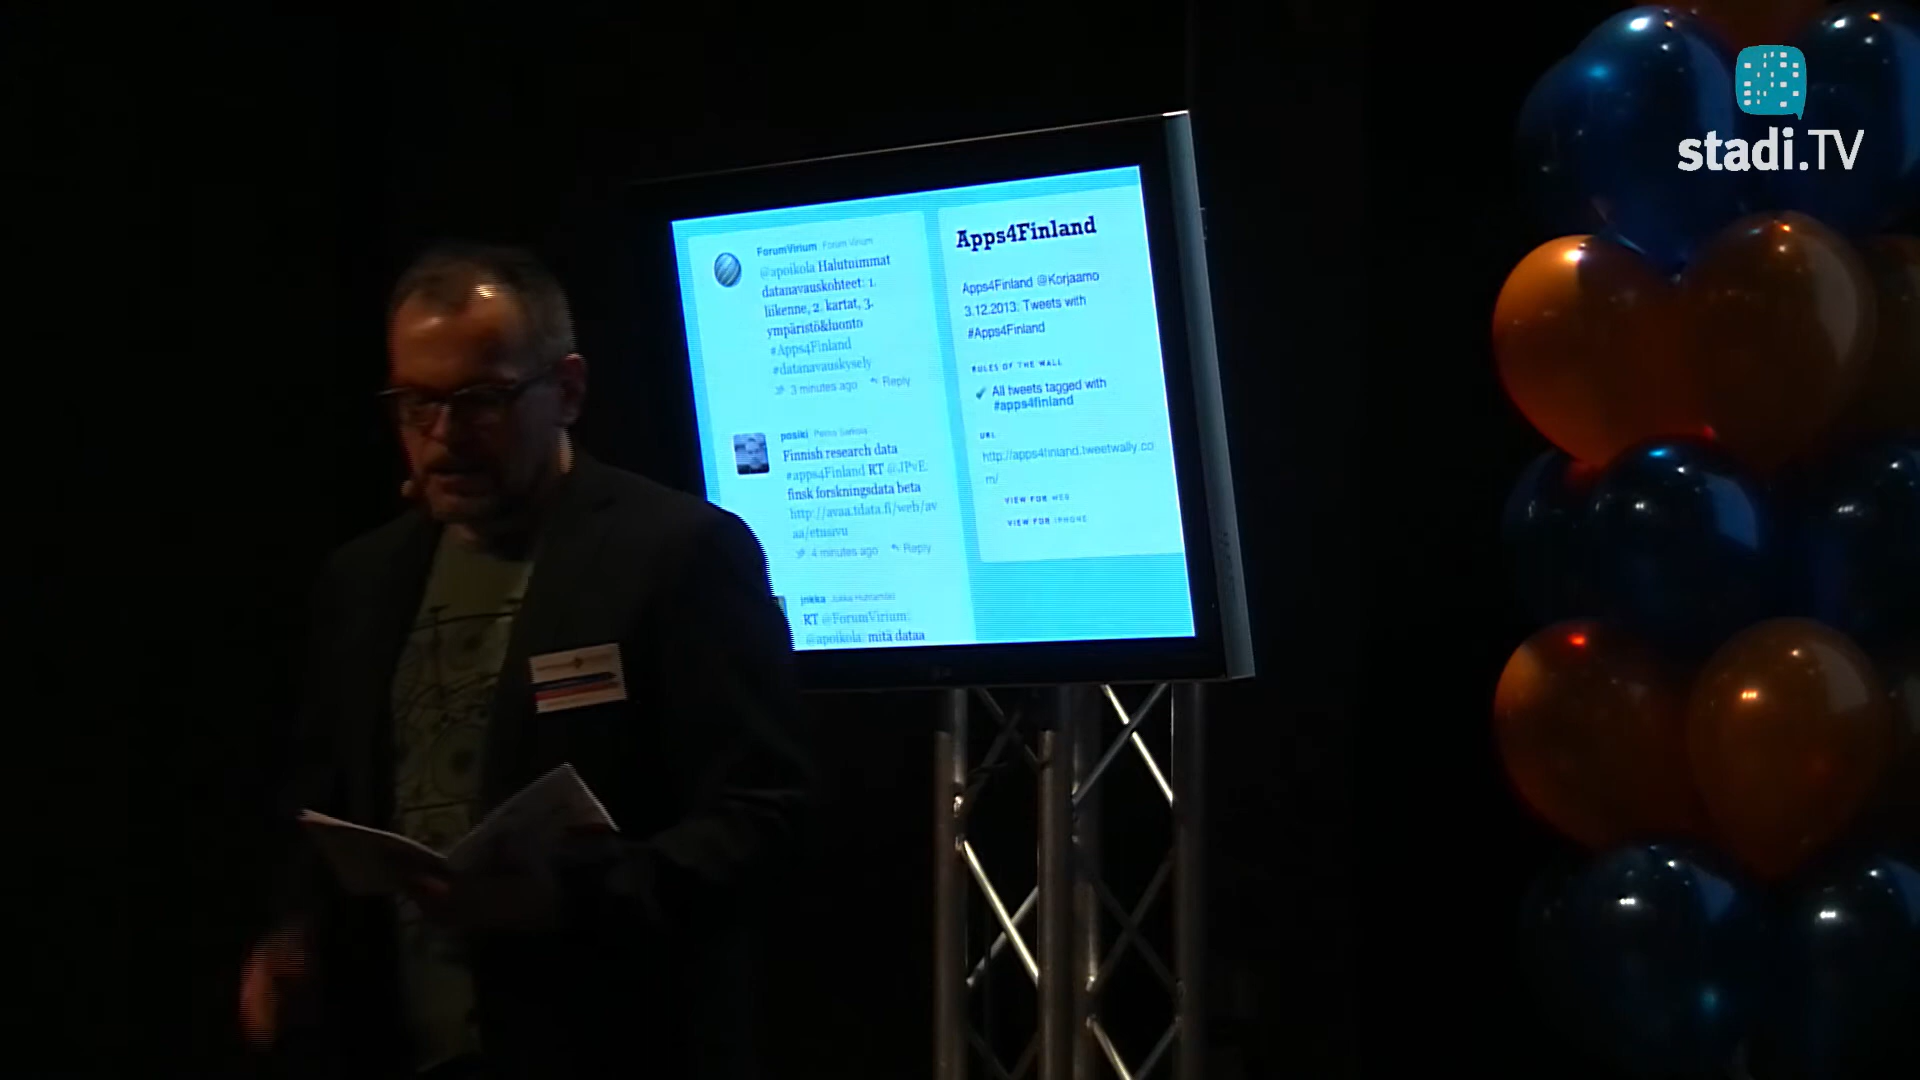 stadi.TV
ForumVirium Forum Virium
@apoikola Halutuimmat
datanavauskohteet: 1.
liikenne, 2. kartat, 3.
ympäristö&luonto
#Apps4Finland
#datanavauskysely
3 minutes ago Reply
posiki
Finnish research data
#apps4Finland RT @JPvE:
finsk forskningsdata beta
http://avaa.tdata.fi/web/av
aa/etusivu
4 minutes ago Reply
jnkka Jukka Huhtamäki
RT @ForumVirium:
@apoikola: mitä dataa
Apps4Finland
Apps4Finland @Korjaamo
3.12.2013: Tweets with
#Apps4Finland
RULES OF THE WALL
All tweets tagged with
#apps4finland
URL
http://apps4finland.tweetwally.co
m/
VIEW FOR WEB
VIEW FOR IPHONE